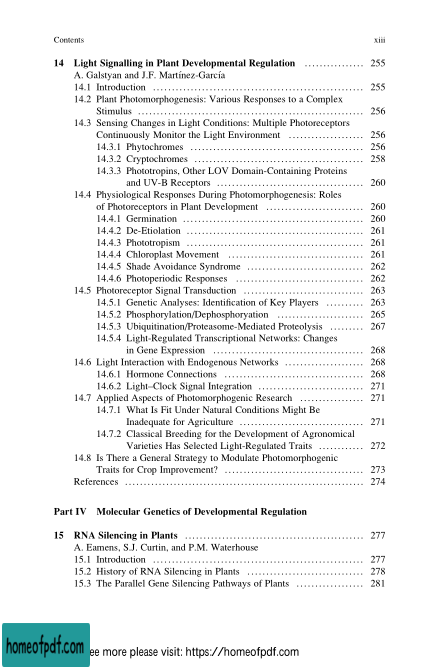 Contents xiii
14 Light Signalling in Plant Developmental Regulation ................ 255
A. Galstyan and J.F. Martínez-García
14.1 Introduction ........................................................ 255
14.2 Plant Photomorphogenesis: Various Responses to a Complex
Stimulus ............................................................ 256
14.3 Sensing Changes in Light Conditions: Multiple Photoreceptors
Continuously Monitor the Light Environment .................... 256
14.3.1 Phytochromes .............................................. 256
14.3.2 Cryptochromes ............................................. 258
14.3.3 Phototropins, Other LOV Domain-Containing Proteins
and UV-B Receptors ....................................... 260
14.4 Physiological Responses During Photomorphogenesis: Roles
of Photoreceptors in Plant Development .......................... 260
14.4.1 Germination ................................................ 260
14.4.2 De-Etiolation ............................................... 261
14.4.3 Phototropism ............................................... 261
14.4.4 Chloroplast Movement .................................... 261
14.4.5 Shade Avoidance Syndrome ............................... 262
14.4.6 Photoperiodic Responses .................................. 262
14.5 Photoreceptor Signal Transduction ................................ 263
14.5.1 Genetic Analyses: Identification of Key Players .......... 263
14.5.2 Phosphorylation/Dephosphoryation ....................... 265
14.5.3 Ubiquitination/Proteasome-Mediated Proteolysis ......... 267
14.5.4 Light-Regulated Transcriptional Networks: Changes
in Gene Expression ........................................ 268
14.6 Light Interaction with Endogenous Networks ..................... 268
14.6.1 Hormone Connections ..................................... 268
14.6.2 Light–Clock Signal Integration ............................ 271
14.7 Applied Aspects of Photomorphogenic Research ................. 271
14.7.1 What Is Fit Under Natural Conditions Might Be
Inadequate for Agriculture ................................. 271
14.7.2 Classical Breeding for the Development of Agronomical
Varieties Has Selected Light-Regulated Traits ............ 272
14.8 Is There a General Strategy to Modulate Photomorphogenic
Traits for Crop Improvement? ..................................... 273
References ................................................................ 274
Part IV Molecular Genetics of Developmental Regulation
15 RNA Silencing in Plants ................................................ 277
A. Eamens, S.J. Curtin, and P.M. Waterhouse
15.1 Introduction ........................................................ 277
15.2 History of RNA Silencing in Plants ............................... 278
15.3 The Parallel Gene Silencing Pathways of Plants .................. 281
homeofpdf.com ee more please visit: https://homeofpdf.com